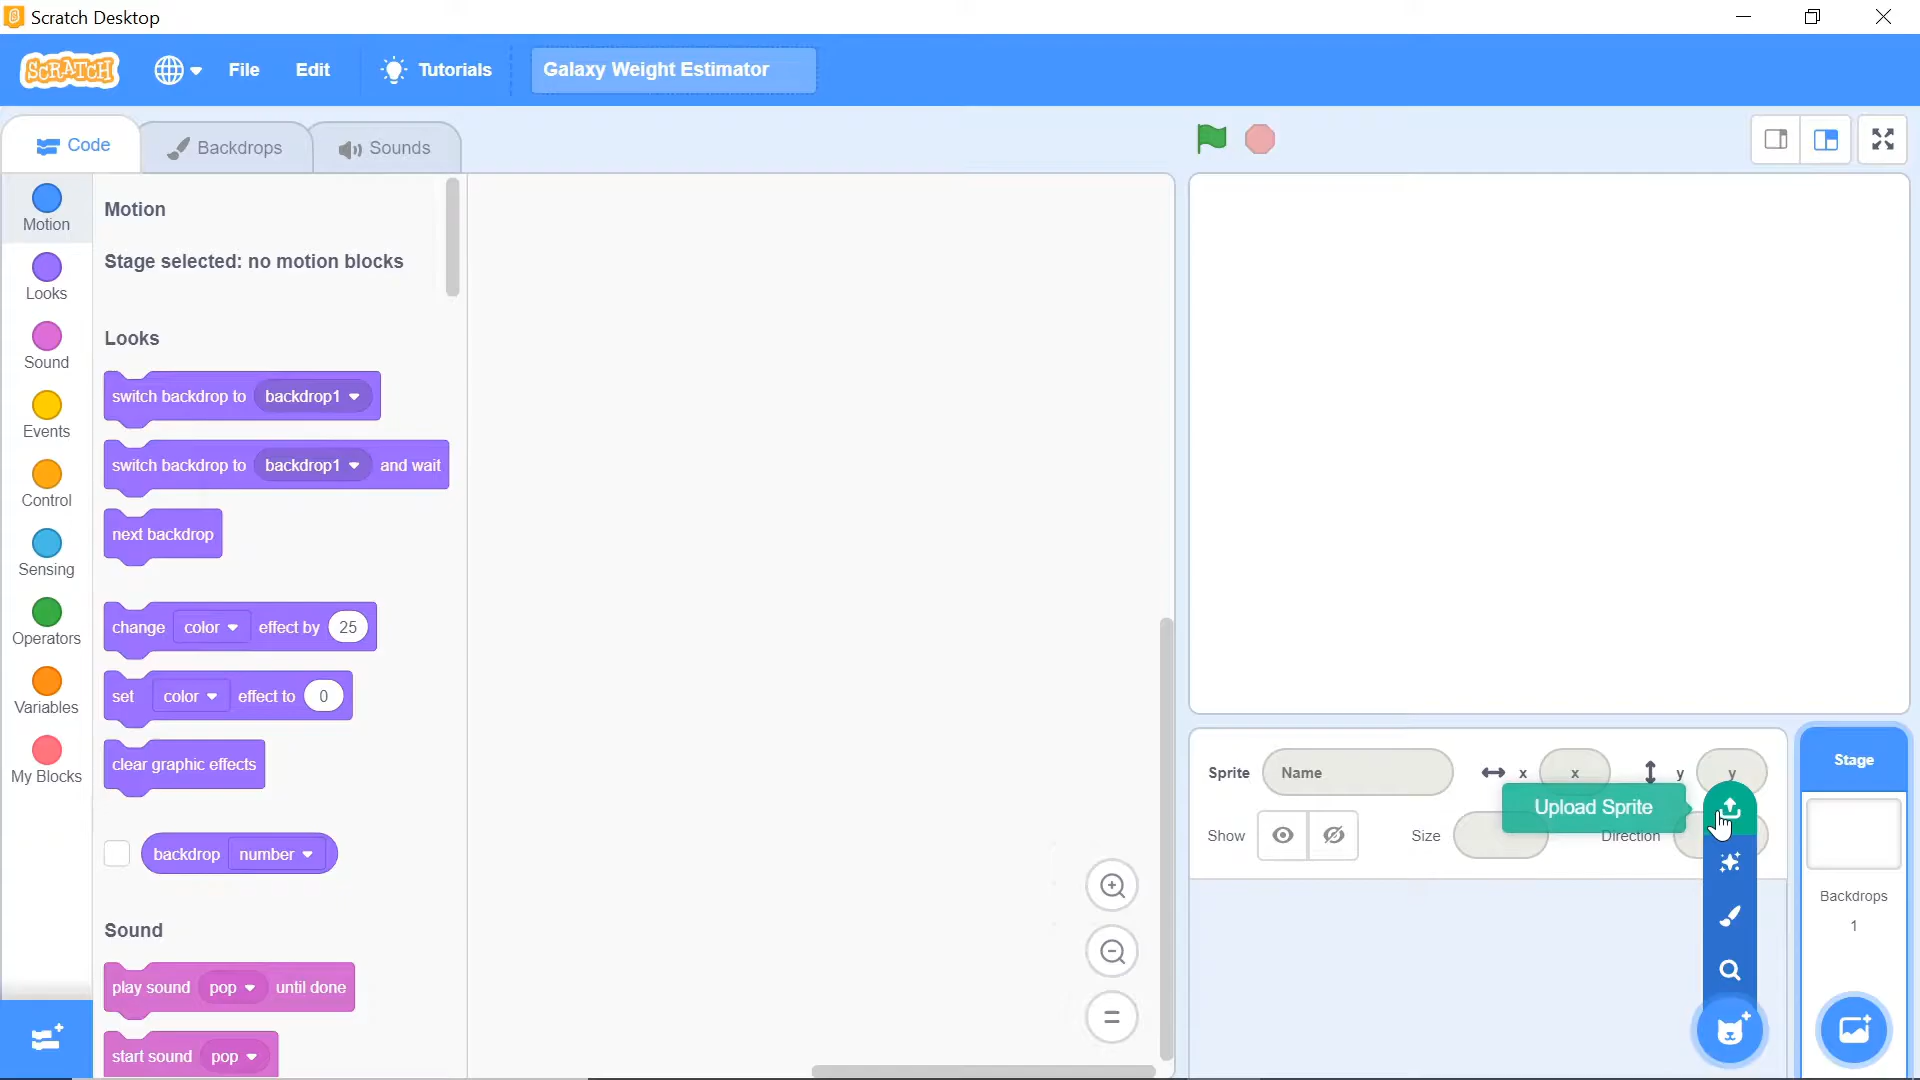 Scratch Desktop
SCRATCH File Edit Tutorials Galaxy Weight Estimator
Code Backdrops Sounds
Motion
Looks
Sound
Events
Control
Sensing
Operators
Variables
My Blocks
Motion
Stage selected: no motion blocks
Looks
switch backdrop to backdrop1
switch backdrop to backdrop1 and wait
next backdrop
change color effect by 25
set color effect to 0
clear graphic effects
backdrop number
Sound
play sound pop until done
start sound pop
Sprite Name x x y y
Upload Sprite
Show Size Direction
Stage
Backdrops
1